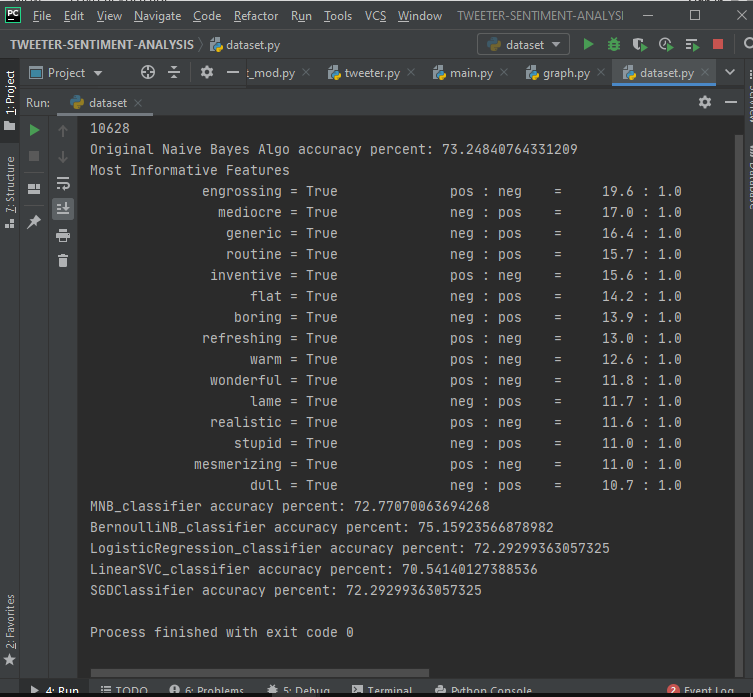 PC File Edit View Navigate Code Refactor Run Tools VCS Window TWEETER-SENTIMENT-ANALYSI
TWEETER-SENTIMENT-ANALYSIS dataset.py dataset
1: Project
Project t_mod.py tweeter.py main.py graph.py dataset.py
Run: dataset
10628
Original Naive Bayes Algo accuracy percent: 73.24840764331209
Most Informative Features
engrossing = True pos : neg = 19.6 : 1.0
mediocre = True neg : pos = 17.0 : 1.0
generic = True neg : pos = 16.4 : 1.0
routine = True neg : pos = 15.7 : 1.0
inventive = True pos : neg = 15.6 : 1.0
flat = True neg : pos = 14.2 : 1.0
boring = True neg : pos = 13.9 : 1.0
refreshing = True pos : neg = 13.0 : 1.0
warm = True pos : neg = 12.6 : 1.0
wonderful = True pos : neg = 11.8 : 1.0
lame = True neg : pos = 11.7 : 1.0
realistic = True pos : neg = 11.6 : 1.0
stupid = True neg : pos = 11.0 : 1.0
mesmerizing = True pos : neg = 11.0 : 1.0
dull = True neg : pos = 10.7 : 1.0
MNB_classifier accuracy percent: 72.77070063694268
BernoulliNB_classifier accuracy percent: 75.15923566878982
LogisticRegression_classifier accuracy percent: 72.29299363057325
LinearSVC_classifier accuracy percent: 70.54140127388536
SGDClassifier accuracy percent: 72.29299363057325
Process finished with exit code 0
7: Structure
2: Favorites
4: Run TODO 6: Problems 5: Debug Terminal Python Console 2 Event Log